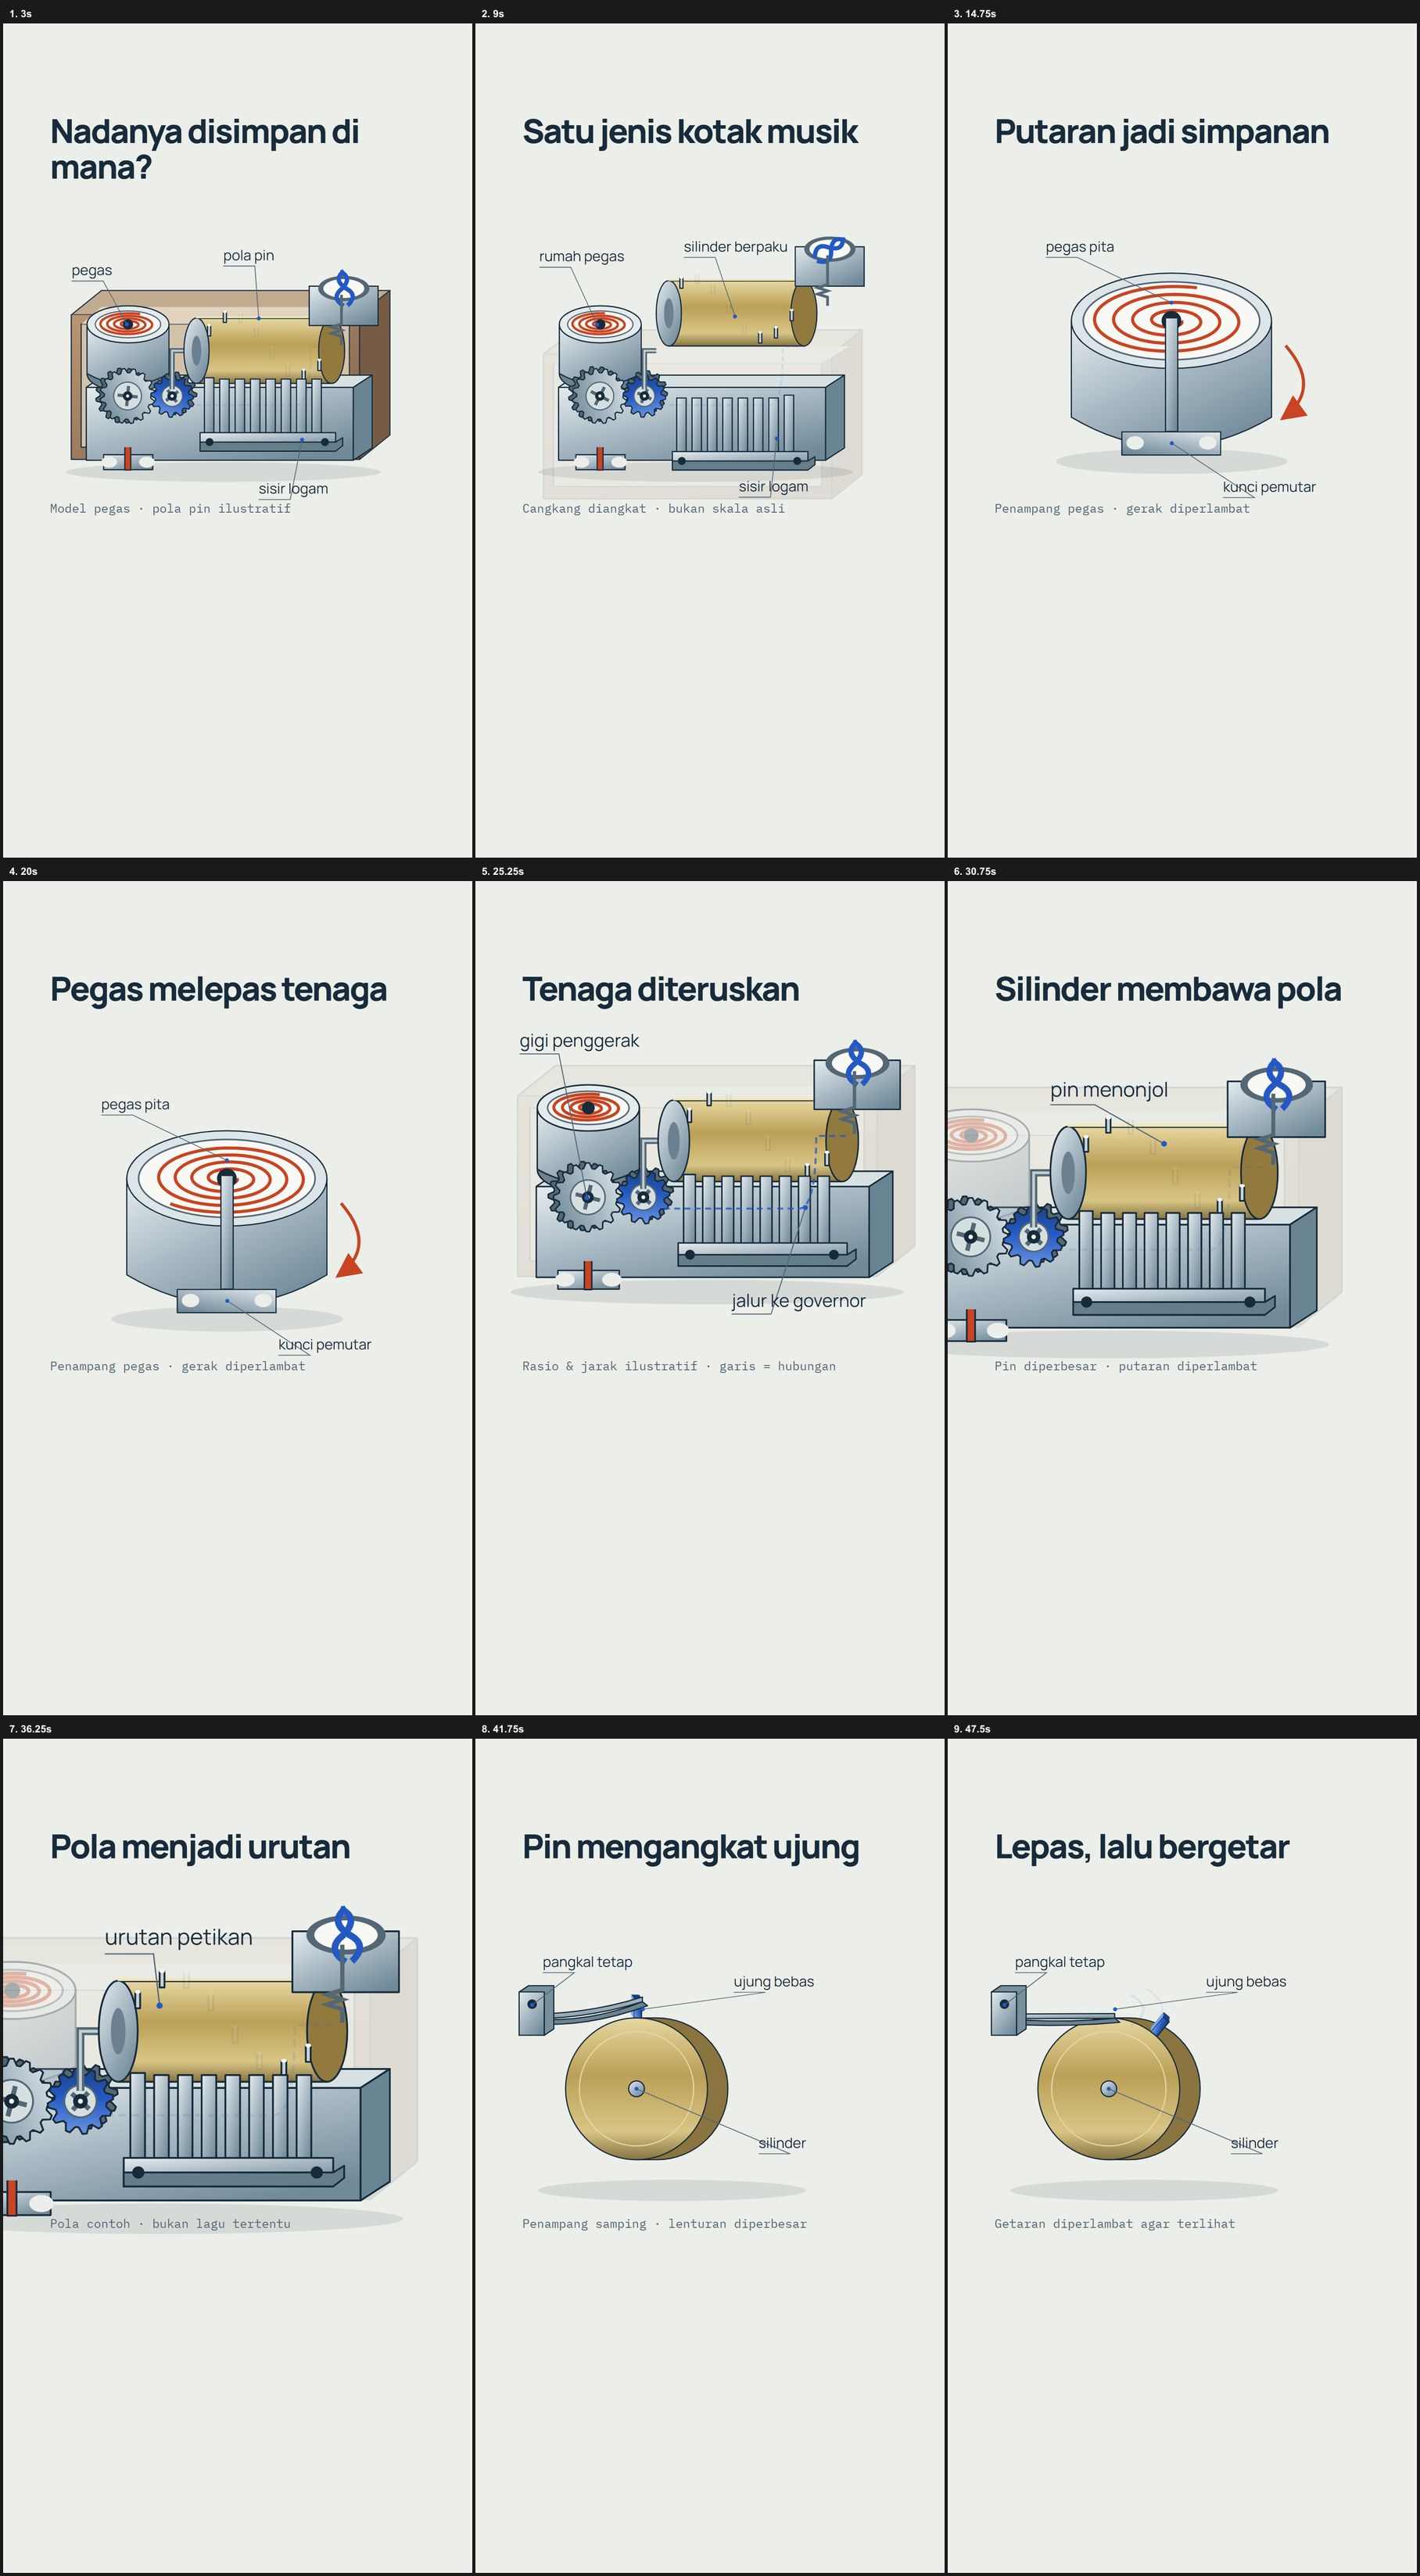 1. 3s
Nadanya disimpan di
mana?
pola pin
pegas
sisir logam
Model pegas · pola pin ilustratif
2. 9s
Satu jenis kotak musik
silinder berpaku
rumah pegas
sisir logam
Cangkang diangkat · bukan skala asli
3. 14.75s
Putaran jadi simpanan
pegas pita
kunci pemutar
Penampang pegas · gerak diperlambat
4. 20s
Pegas melepas tenaga
pegas pita
kunci pemutar
Penampang pegas · gerak diperlambat
5. 25.25s
Tenaga diteruskan
gigi penggerak
jalur ke governor
Rasio & jarak ilustratif · garis = hubungan
6. 30.75s
Silinder membawa pola
pin menonjol
Pin diperbesar · putaran diperlambat
7. 36.25s
Pola menjadi urutan
urutan petikan
Pola contoh · bukan lagu tertentu
8. 41.75s
Pin mengangkat ujung
pangkal tetap
ujung bebas
silinder
Penampang samping · lenturan diperbesar
9. 47.5s
Lepas, lalu bergetar
pangkal tetap
ujung bebas
silinder
Getaran diperlambat agar terlihat